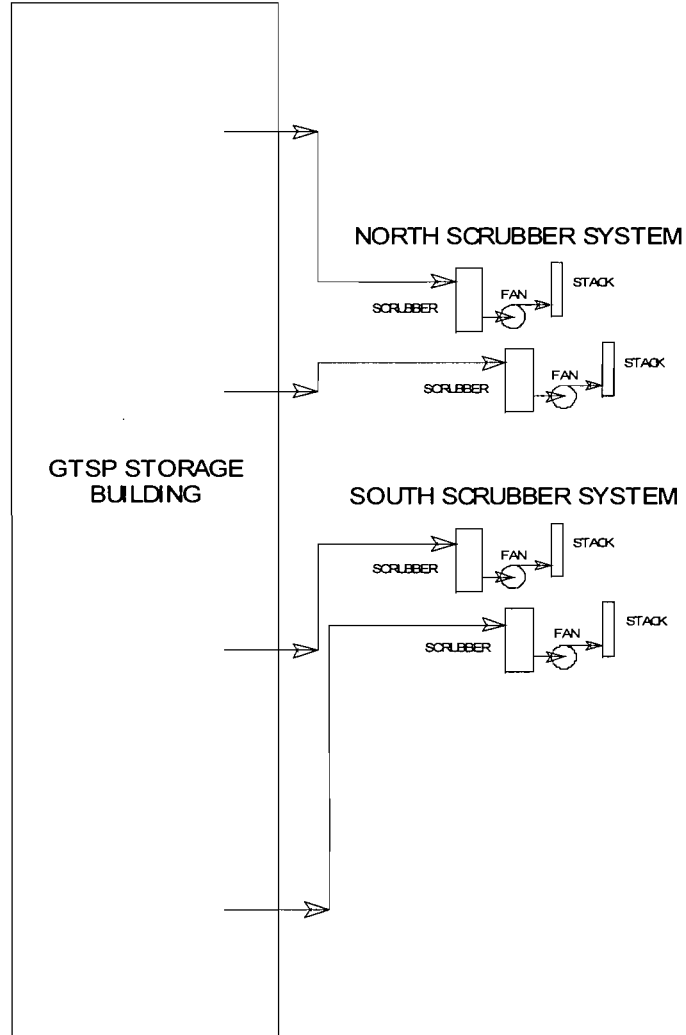 NORTH SCRUBBER SYSTEM
STACK
FAN
SCRUBBER
STACK
FAN
SCRUBBER
GTSP STORAGE
BUILDING
SOUTH SCRUBBER SYSTEM
STACK
FAN
SCRUBBER
STACK
FAN
SCRUBBER